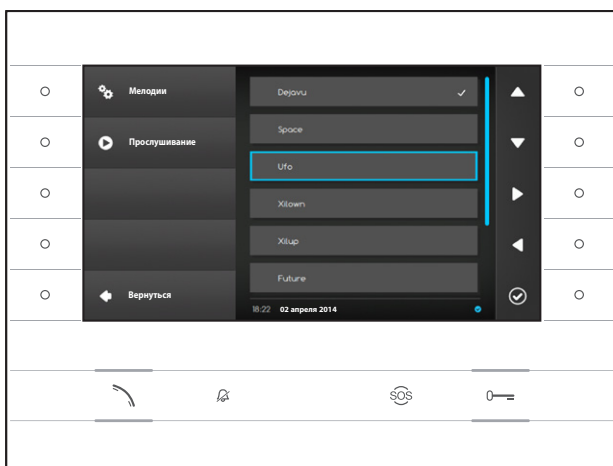 Мелодии
Прослушивание
Вернуться
Dejavu
Space
Ufo
Xilown
Xilup
Future
18:22 02 апреля 2014
SOS